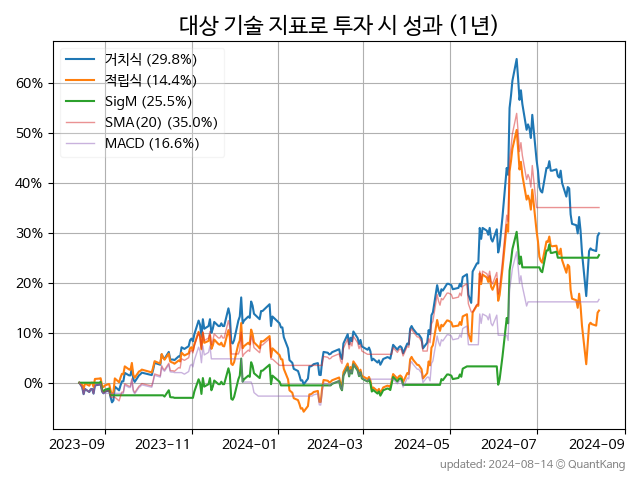 대상 기술 지표로 투자 시 성과 (1년)
거치식 (29.8%)
적립식 (14.4%)
SigM (25.5%)
SMA(20) (35.0%)
MACD (16.6%)
60%
50%
40%
30%
20%
10%
0%
2023-09 2023-11 2024-01 2024-03 2024-05 2024-07 2024-09
updated: 2024-08-14 © QuantKang